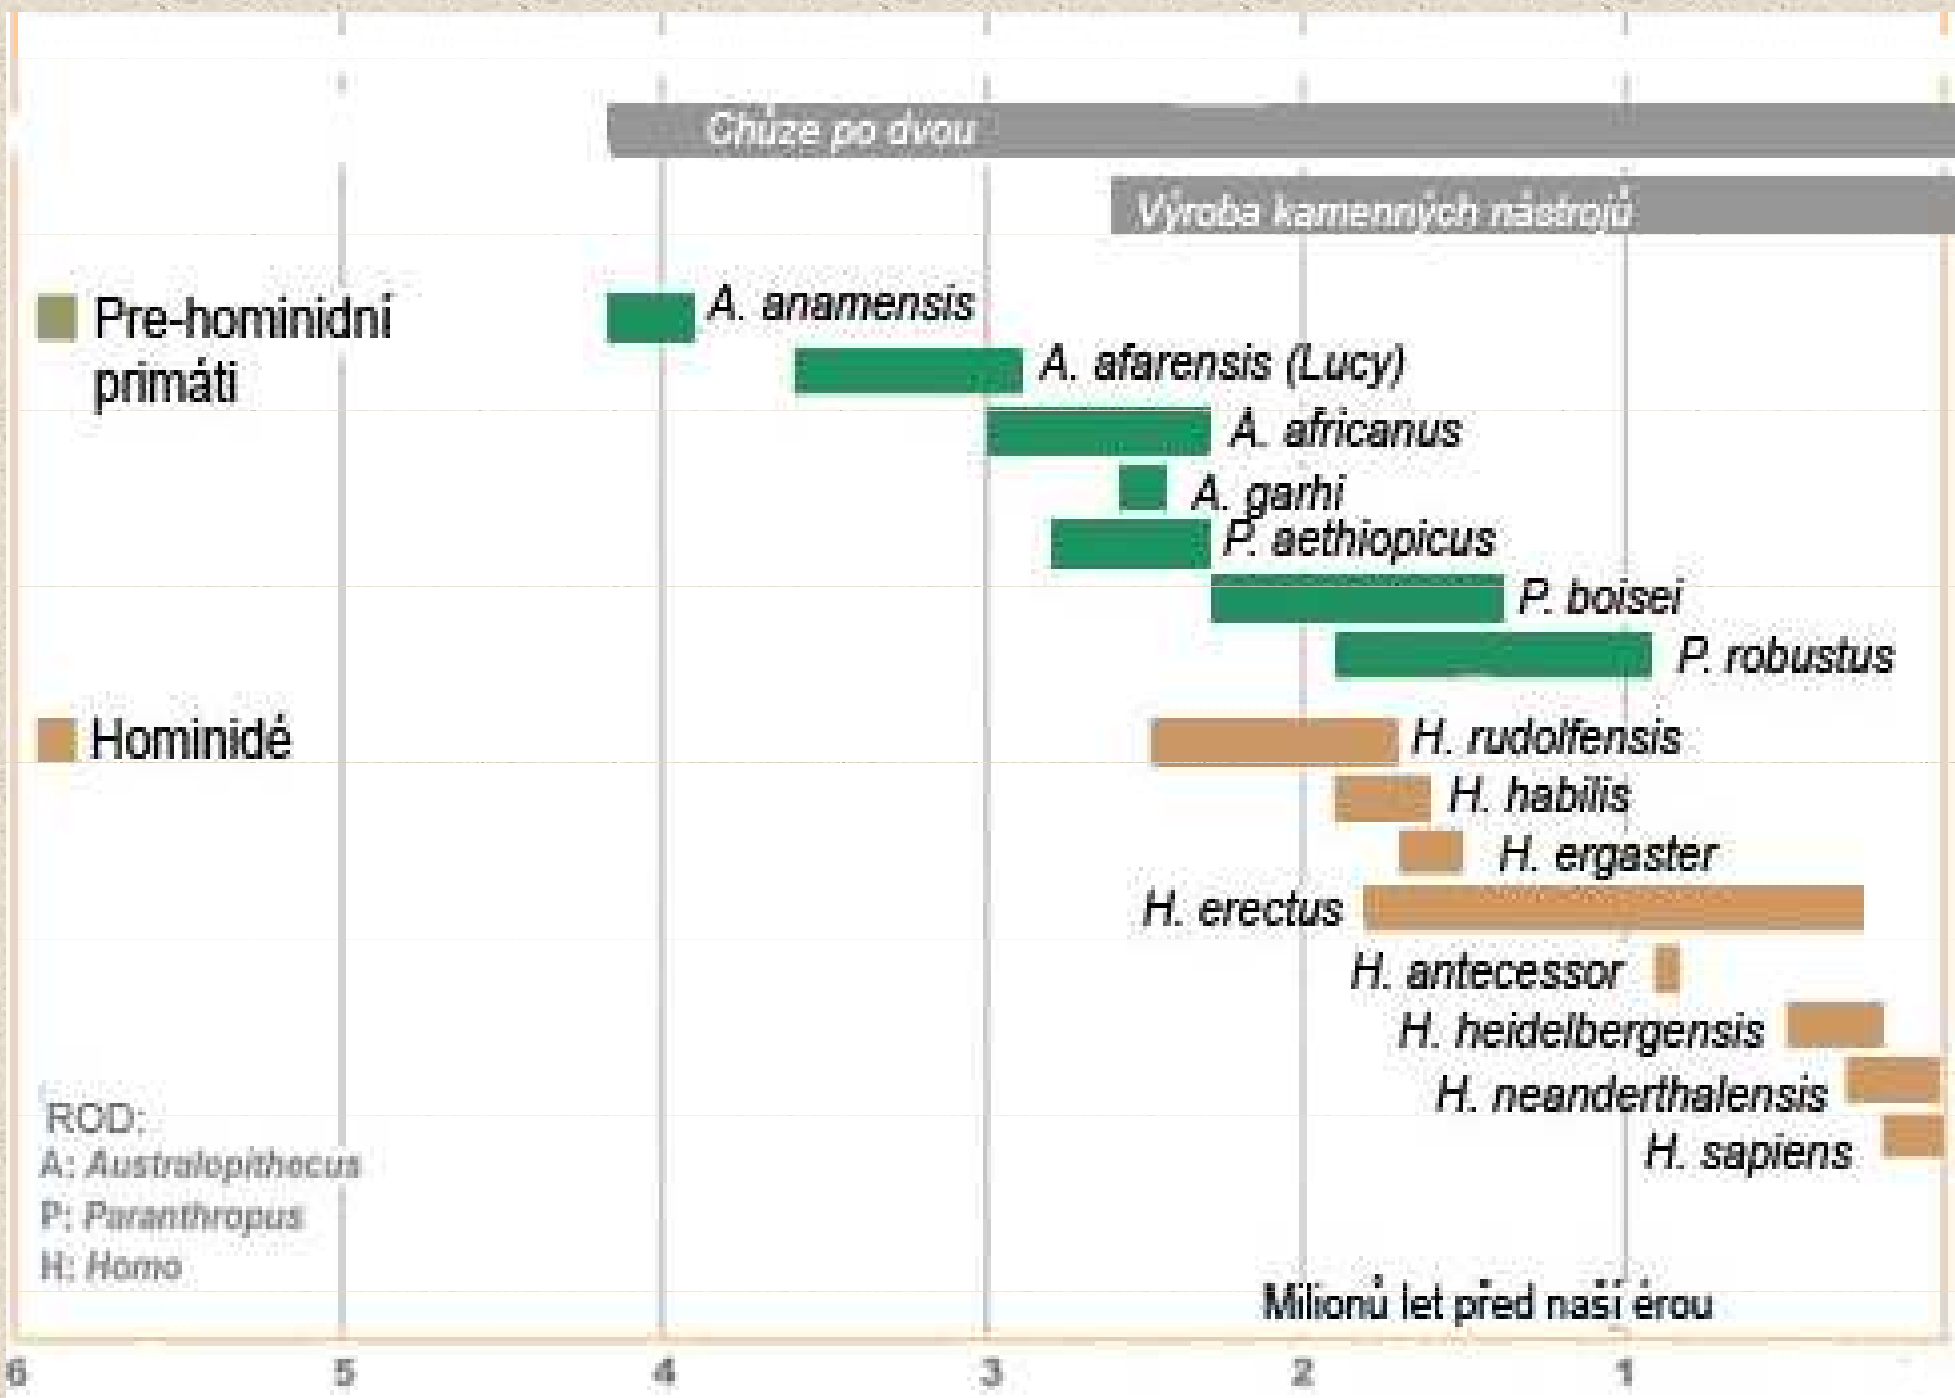 Chůze po dvou
Výroba kamenných nástrojů
Pre-hominidní
primáti
A. anamensis
A. afarensis (Lucy)
A. africanus
A. garhi
P. aethiopicus
P. boisei
P. robustus
Hominidé
H. rudolfensis
H. habilis
H. ergaster
H. erectus
H. antecessor
H. heidelbergensis
H. neanderthalensis
H. sapiens
ROD:
A: Australopithecus
P: Paranthropus
H: Homo
Milionů let před naší érou
6 5 4 3 2 1